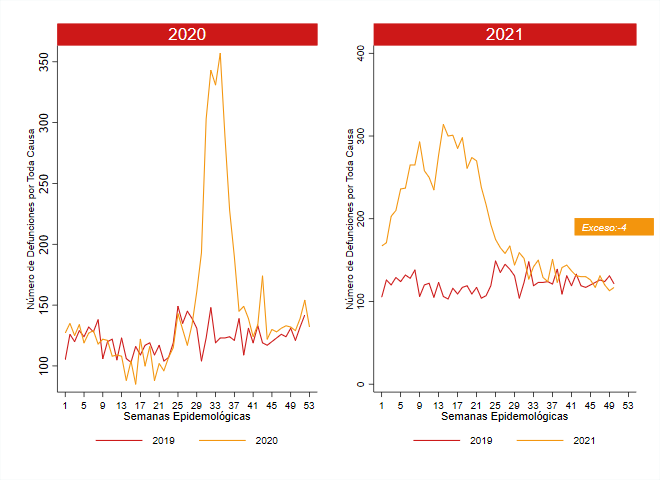 2020
Número de Defunciones por Toda Causa
350
300
250
200
150
100
1 5 9 13 17 21 25 29 33 37 41 45 49 53
Semanas Epidemológicas
2019 2020
2021
Número de Defunciones por Toda Causa
400
300
200
100
0
Exceso:-4
1 5 9 13 17 21 25 29 33 37 41 45 49 53
Semanas Epidemológicas
2019 2021